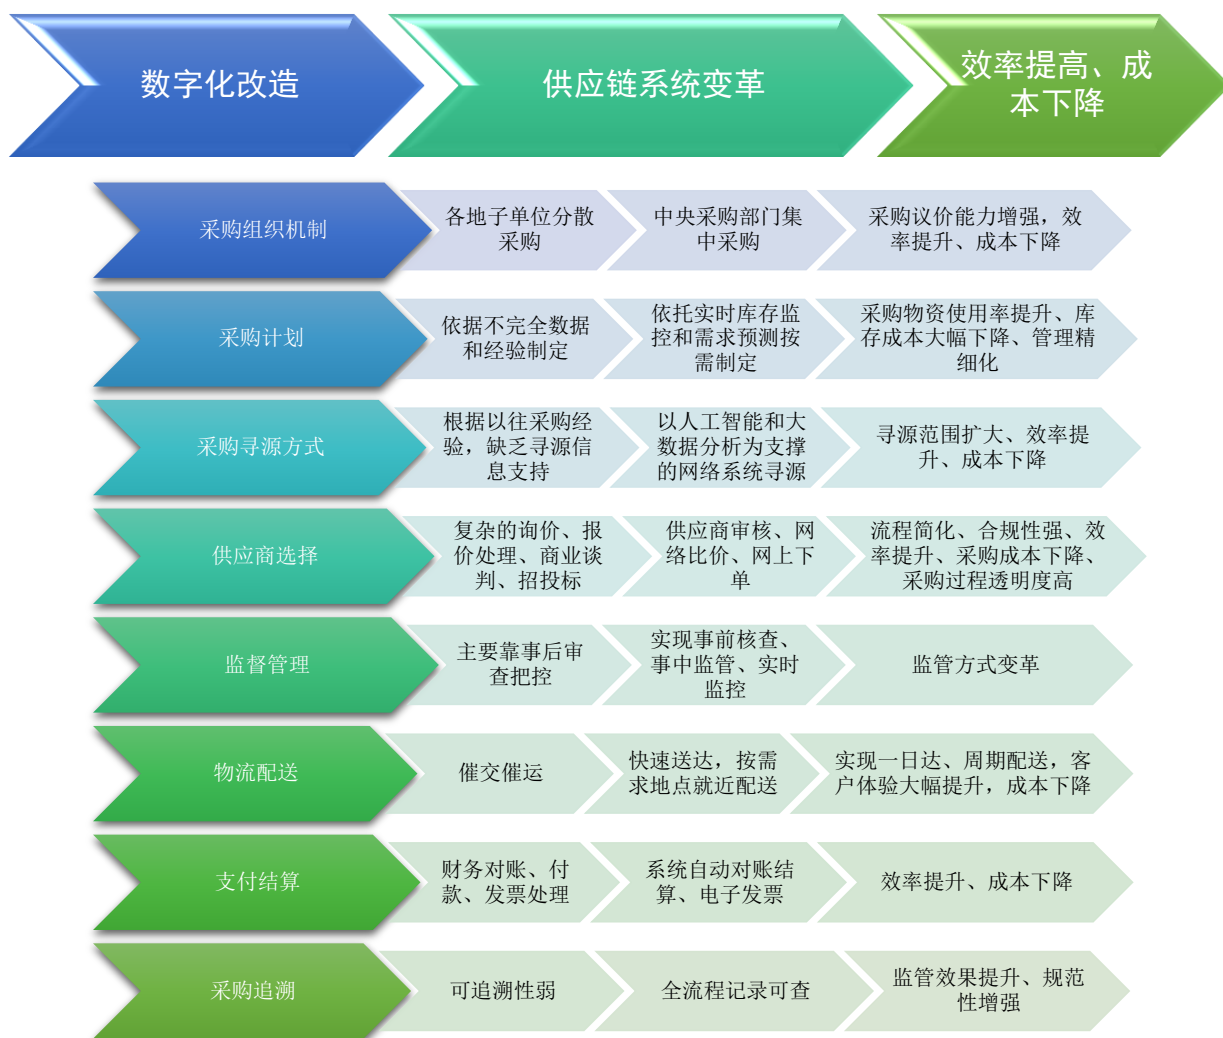 数字化改造
供应链系统变革
效率提高、成
本下降
采购组织机制
各地子单位分散
采购
中央采购部门集
中采购
采购议价能力增强，效
率提升、成本下降
采购计划
依据不完全数据
和经验制定
依托实时库存监
控和需求预测按
需制定
采购物资使用率提升、库
存成本大幅下降、管理精
细化
采购寻源方式
根据以往采购经
验，缺乏寻源信
息支持
以人工智能和大
数据分析为支撑
的网络系统寻源
寻源范围扩大、效率提
升、成本下降
供应商选择
复杂的询价、报
价处理、商业谈
判、招投标
供应商审核、网
络比价、网上下
单
流程简化、合规性强、效
率提升、采购成本下降、
采购过程透明度高
监督管理
主要靠事后审
查把控
实现事前核查、
事中监管、实时
监控
监管方式变革
物流配送
催交催运
快速送达，按需
求地点就近配送
实现一日达、周期配送，客
户体验大幅提升，成本下降
支付结算
财务对账、付
款、发票处理
系统自动对账结
算、电子发票
效率提升、成本下降
采购追溯
可追溯性弱
全流程记录可查
监管效果提升、规范
性增强